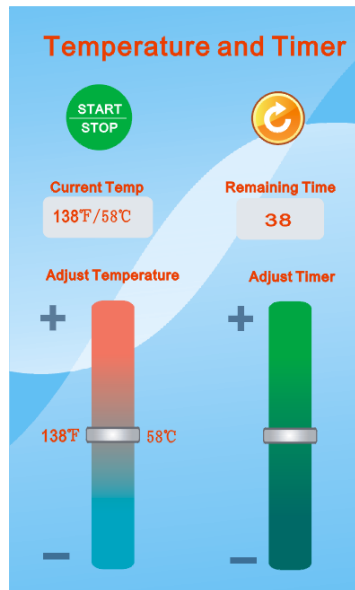 Temperature and Timer
START
STOP
Current Temp
Remaining Time
138℉/58℃
38
Adjust Temperature
Adjust Timer
+
+
138℉
58℃
−
−